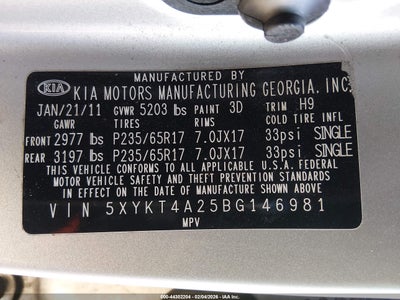 MANUFACTURED BY
KIA KIA MOTORS MANUFACTURING GEORGIA. INC.
JAN/21/11 GVWR 5203 lbs PAINT 3D TRIM H9
GAWR TIRES RIMS COLD TIRE INFL
FRONT 2977 lbs P235/65R17 7.0JX17 33psi SINGLE
REAR 3197 lbs P235/65R17 7.0JX17 33psi SINGLE
THIS VEHICLE CONFORMS TO ALL APPLICABLE U.S.A. FEDERAL
MOTOR VEHICLE SAFETY AND THEFT PREVENTION STANDARDS
IN EFFECT ON THE DATE OF MANUFACTURE SHOWN ABOVE.
VIN 5XYKT4A25BG146981
MPV
000-44302204 - 02/04/2026 - IAA Holdings, LLC